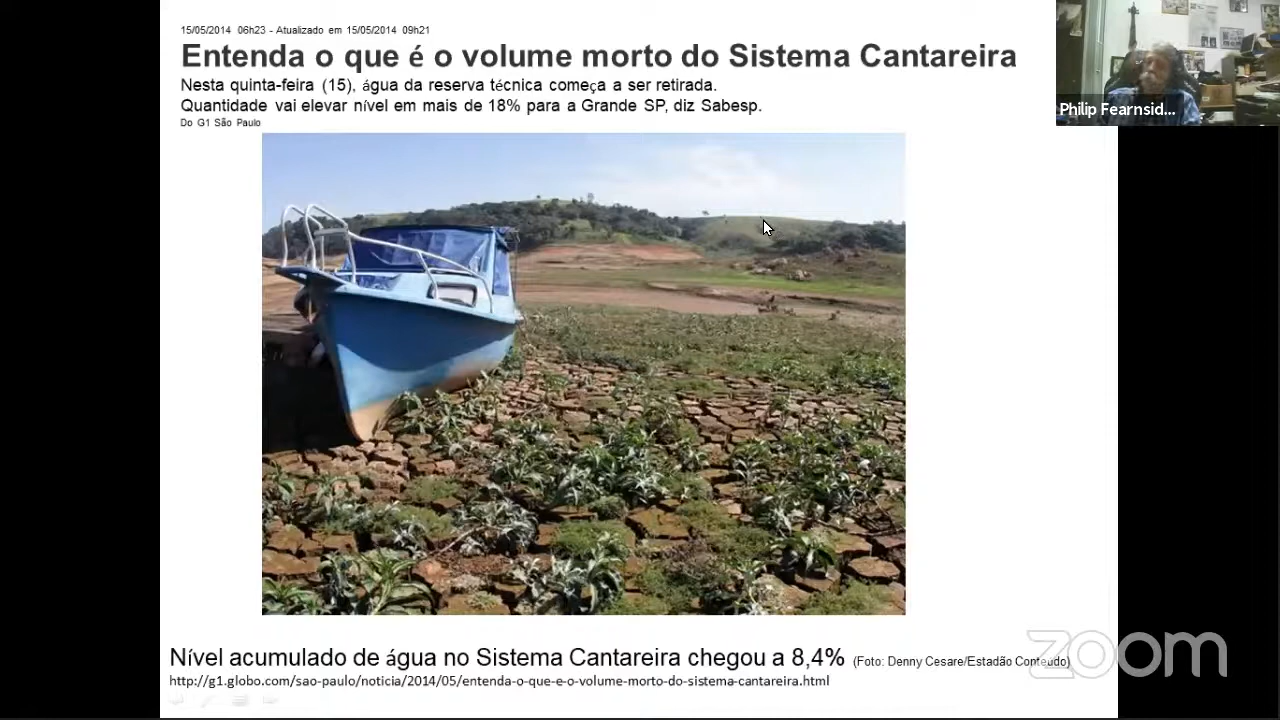 15/05/2014 06h23 - Atualizado em 15/05/2014 09h21
Entenda o que é o volume morto do Sistema Cantareira
Nesta quinta-feira (15), água da reserva técnica começa a ser retirada.
Quantidade vai elevar nível em mais de 18% para a Grande SP, diz Sabesp.
Do G1 São Paulo
Philip Fearnsid...
Nível acumulado de água no Sistema Cantareira chegou a 8,4% (Foto: Denny Cesare/Estadão Conteúdo)
http://g1.globo.com/sao-paulo/noticia/2014/05/entenda-o-que-e-o-volume-morto-do-sistema-cantareira.html
zoom